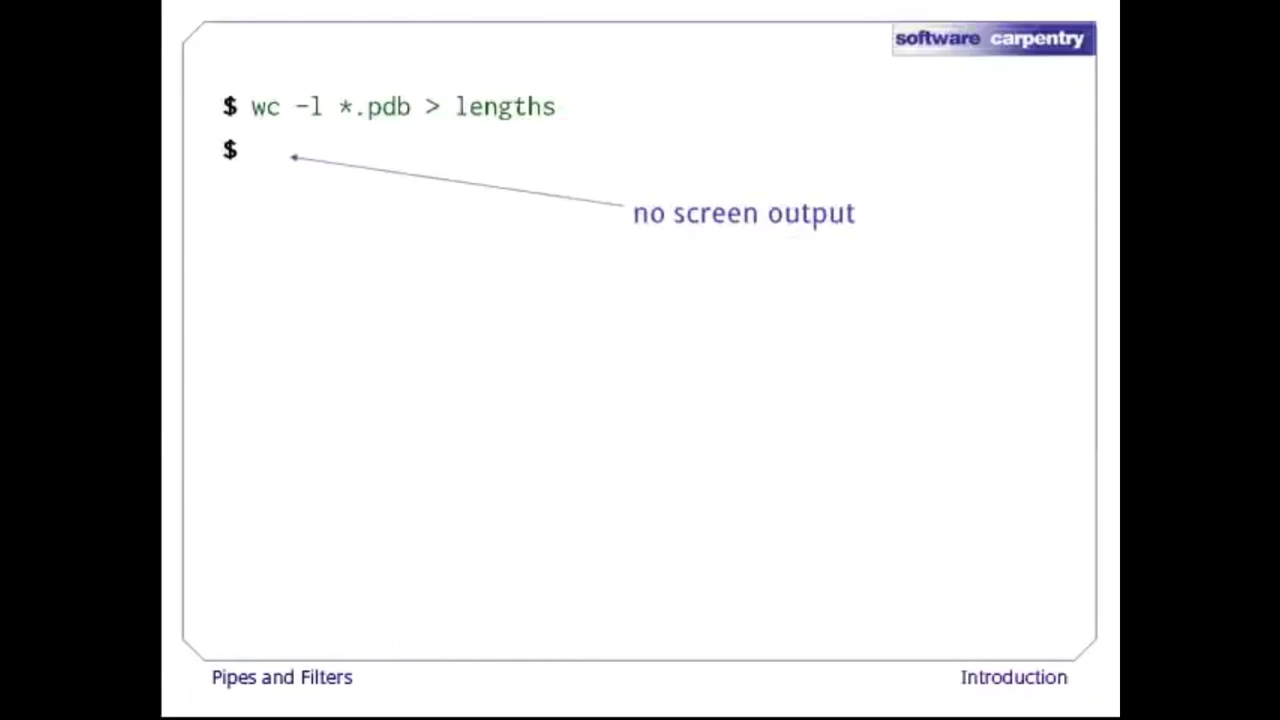 software carpentry
$ wc -l *.pdb > lengths
$
no screen output
Pipes and Filters
Introduction